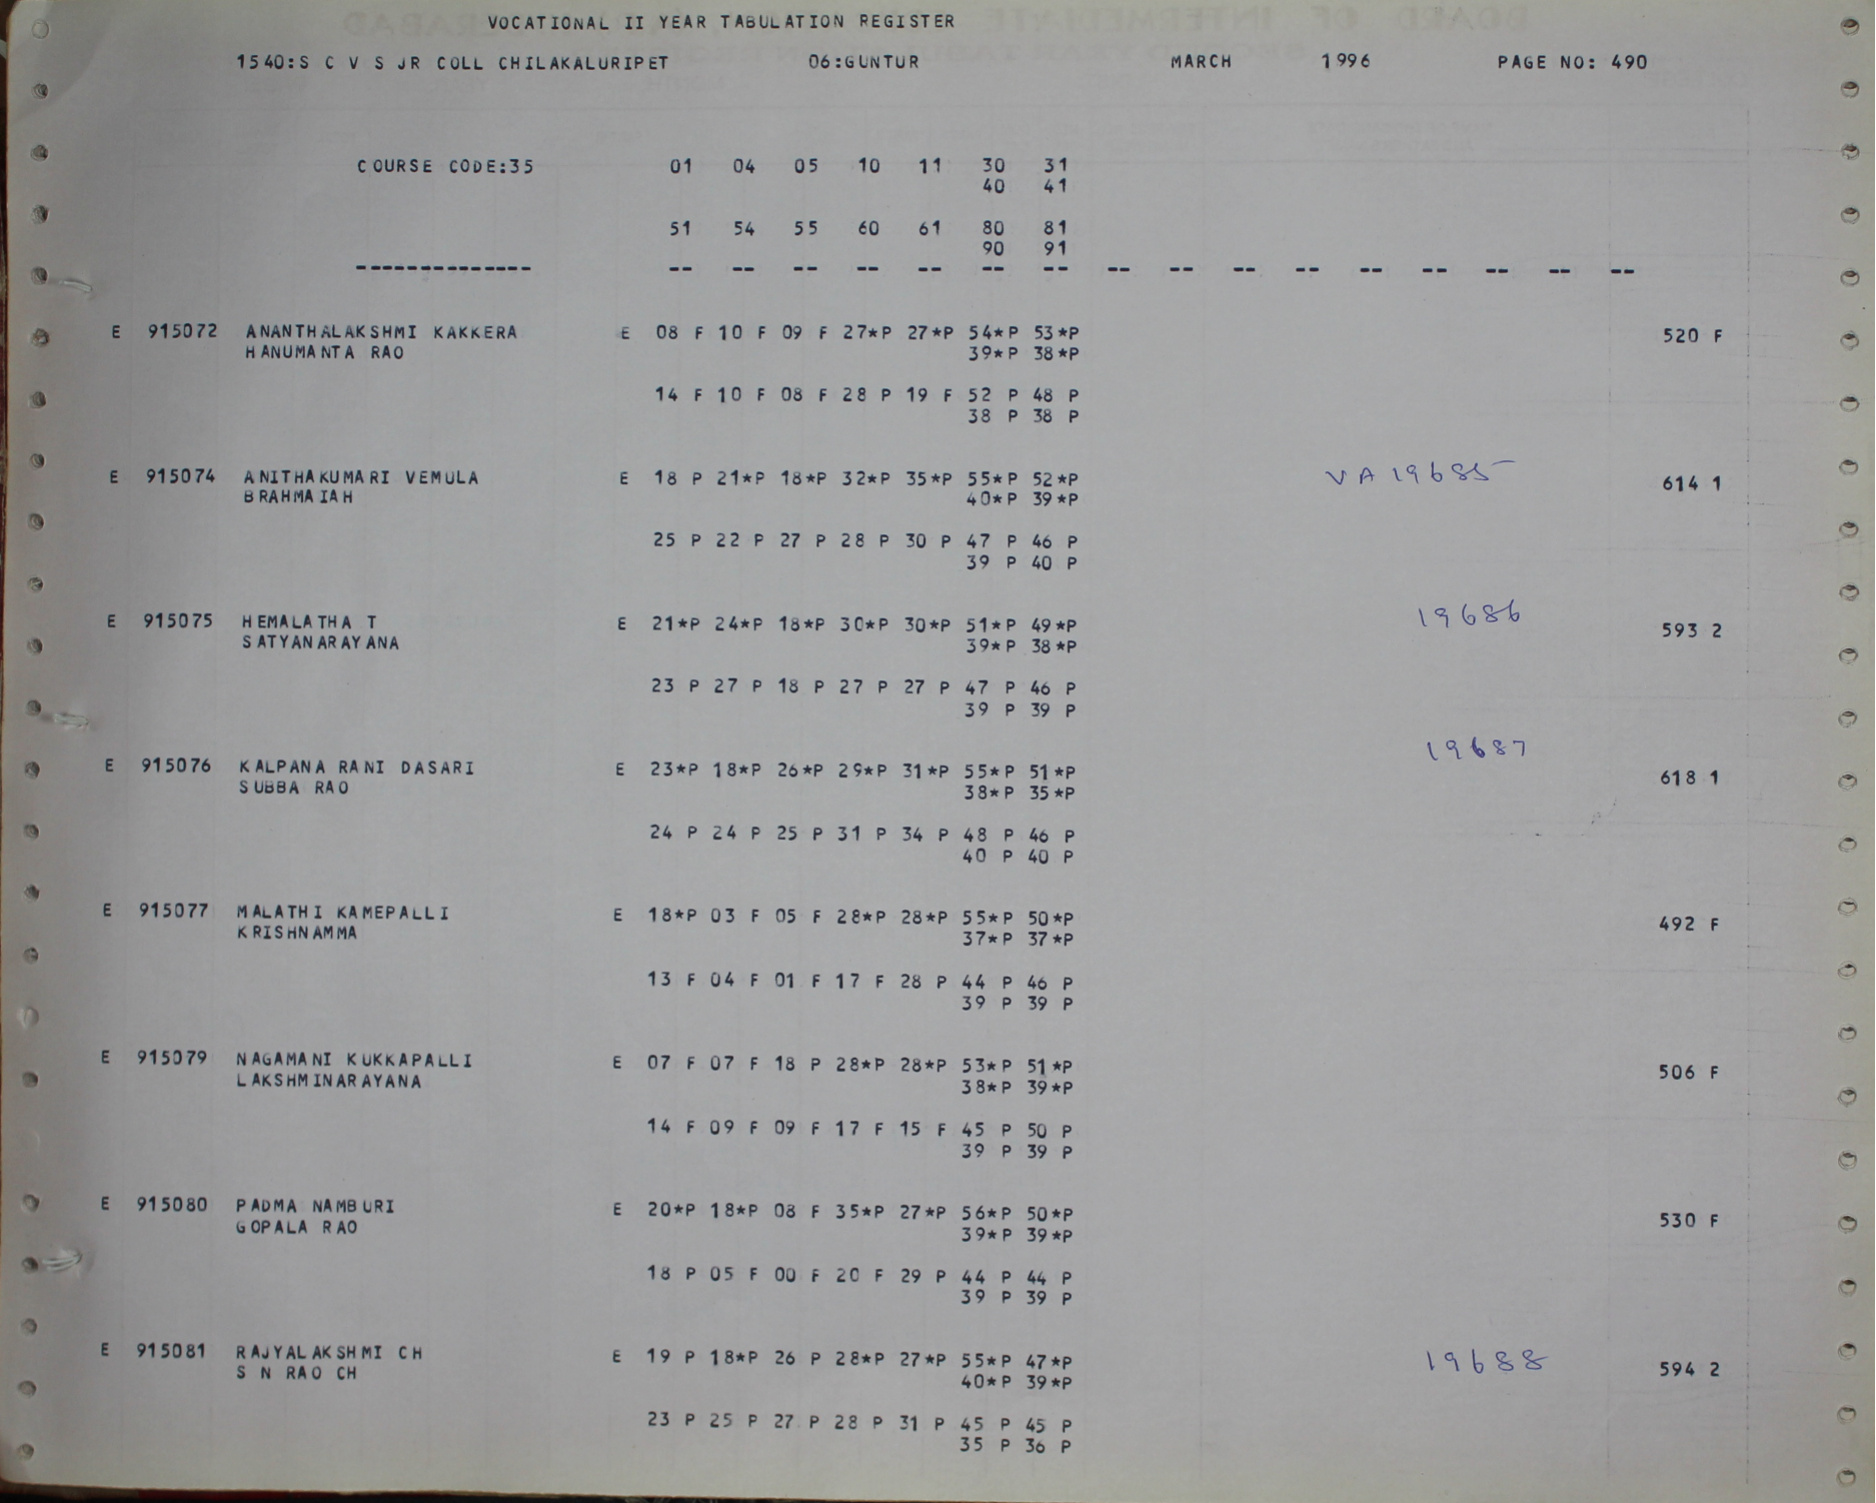 VOCATIONAL II YEAR TABULATION REGISTER
1540:S C V S JR COLL CHILAKALURIPET 06:GUNTUR MARCH 1996 PAGE NO: 490
COURSE CODE:35 01 04 05 10 11 30 31
40 41
51 54 55 60 61 80 81
90 91
-------------- -- -- -- -- -- -- -- -- -- -- -- -- -- -- -- --
E 915072 ANANTHALAKSHMI KAKKERA E 08 F 10 F 09 F 27*P 27*P 54*P 53*P 520 F
HANUMANTA RAO 39*P 38*P
14 F 10 F 08 F 28 P 19 F 52 P 48 P
38 P 38 P
E 915074 ANITHAKUMARI VEMULA E 18 P 21*P 18*P 32*P 35*P 55*P 52*P VA19685 614 1
BRAHMAIAH 40*P 39*P
25 P 22 P 27 P 28 P 30 P 47 P 46 P
39 P 40 P
E 915075 HEMALATHA T E 21*P 24*P 18*P 30*P 30*P 51*P 49*P 19686 593 2
SATYANARAYANA 39*P 38*P
23 P 27 P 18 P 27 P 27 P 47 P 46 P
39 P 39 P
E 915076 KALPANA RANI DASARI E 23*P 18*P 26*P 29*P 31*P 55*P 51*P 19687 618 1
SUBBA RAO 38*P 35*P
24 P 24 P 25 P 31 P 34 P 48 P 46 P
40 P 40 P
E 915077 MALATHI KAMEPALLI E 18*P 03 F 05 F 28*P 28*P 55*P 50*P 492 F
KRISHNAMMA 37*P 37*P
13 F 04 F 01 F 17 F 28 P 44 P 46 P
39 P 39 P
E 915079 NAGAMANI KUKKAPALLI E 07 F 07 F 18 P 28*P 28*P 53*P 51*P 506 F
LAKSHMINARAYANA 38*P 39*P
14 F 09 F 09 F 17 F 15 F 45 P 50 P
39 P 39 P
E 915080 PADMA NAMBURI E 20*P 18*P 08 F 35*P 27*P 56*P 50*P 530 F
GOPALA RAO 39*P 39*P
18 P 05 F 00 F 20 F 29 P 44 P 44 P
39 P 39 P
E 915081 RAJYALAKSHMI CH E 19 P 18*P 26 P 28*P 27*P 55*P 47*P 19688 594 2
S N RAO CH 40*P 39*P
23 P 25 P 27 P 28 P 31 P 45 P 45 P
35 P 36 P